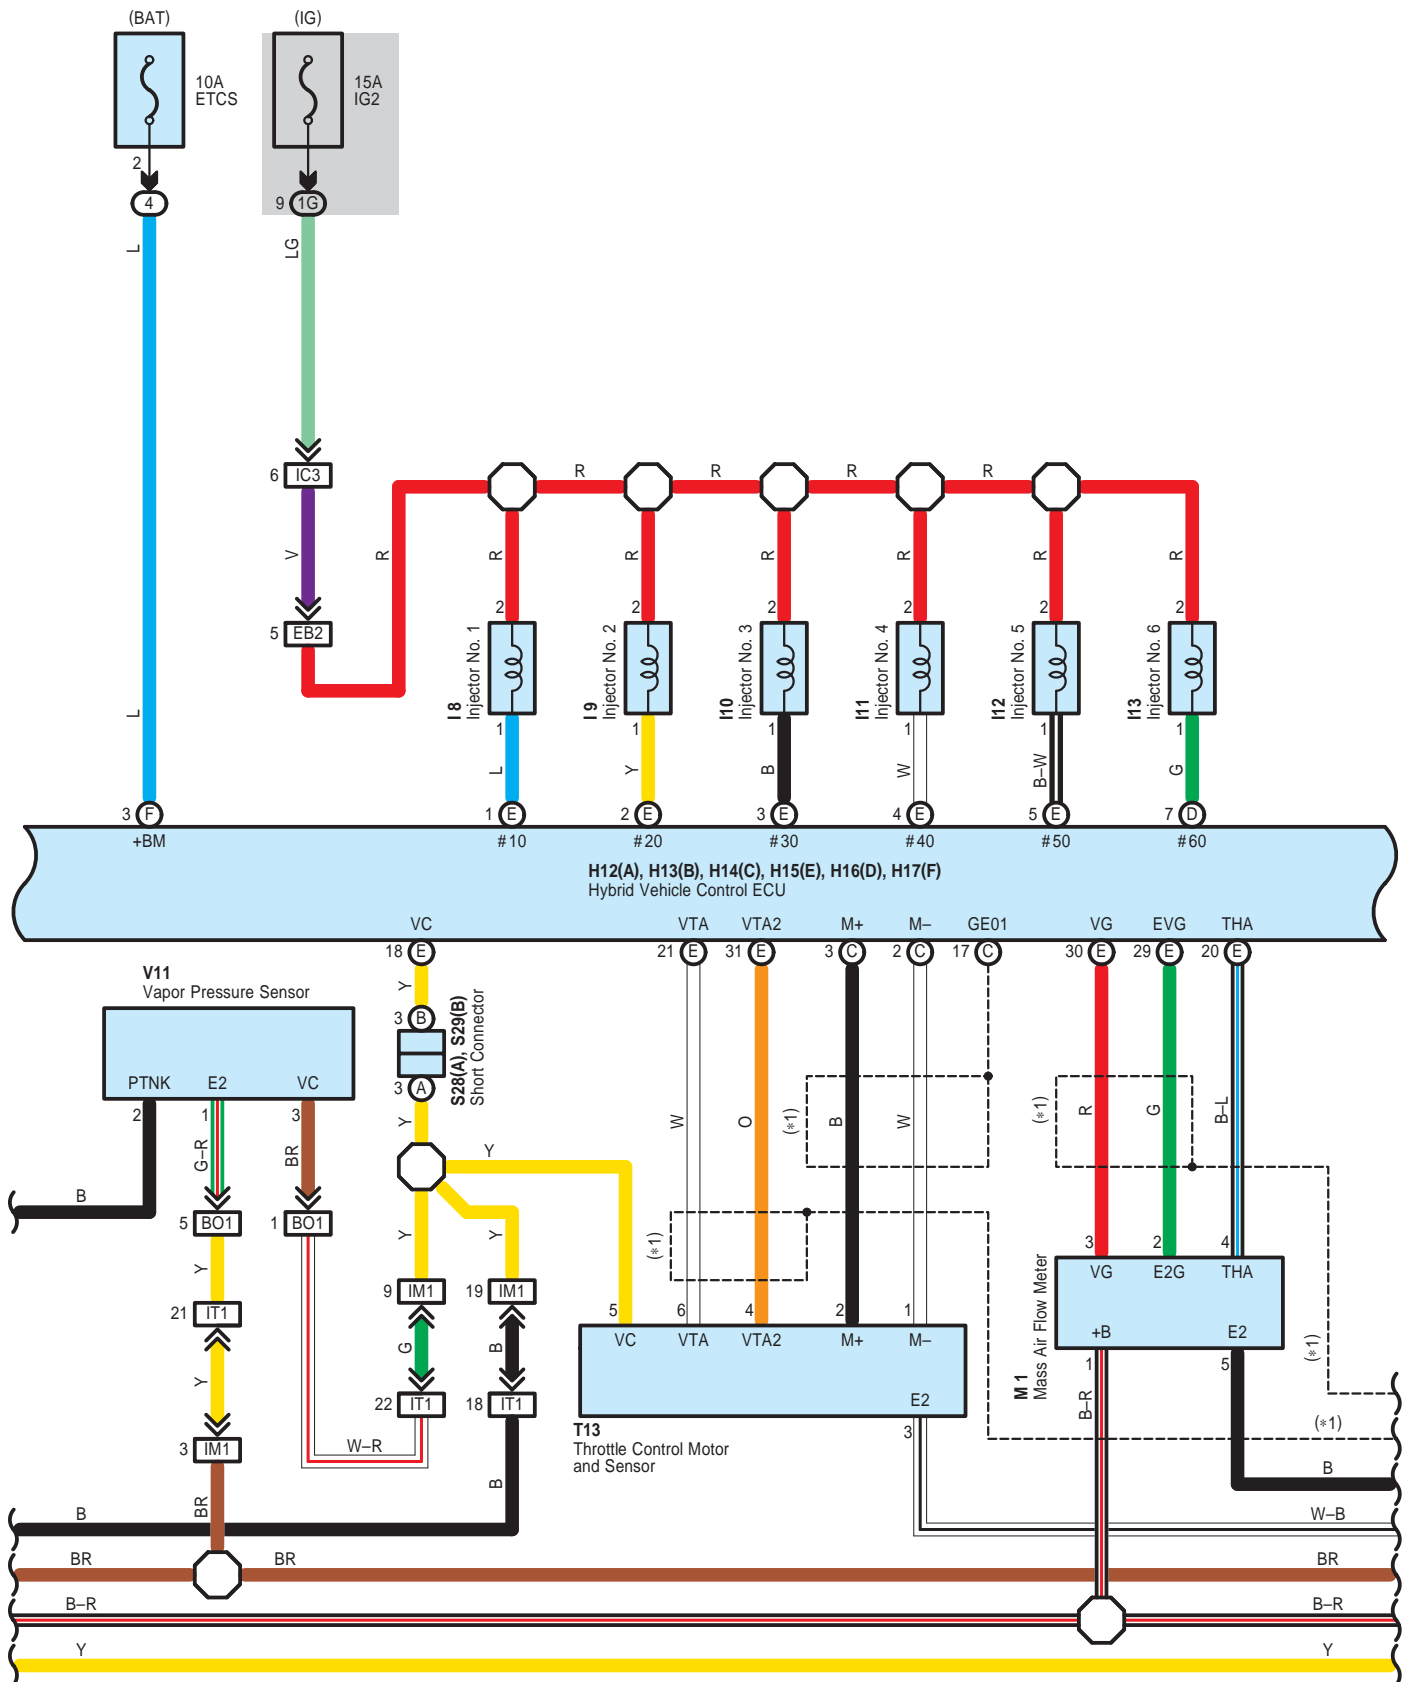 (BAT) (IG)
10A ETCS
15A IG2
2
4
9 1G
L LG
6 IC3
R R R R
V R R R R R R R
5 EB2
2 2 2 2 2 2
I 8 Injector No. 1
I 9 Injector No. 2
I10 Injector No. 3
I11 Injector No. 4
I12 Injector No. 5
I13 Injector No. 6
1 1 1 1 1 1
L L Y B W B–W G
3 F 1 E 2 E 3 E 4 E 5 E 7 D
+BM #10 #20 #30 #40 #50 #60
H12(A), H13(B), H14(C), H15(E), H16(D), H17(F)
Hybrid Vehicle Control ECU
VC VTA VTA2 M+ M– GE01 VG EVG THA
18 E 21 E 31 E 3 C 2 C 17 C 30 E 29 E 20 E
V11
Vapor Pressure Sensor
Y
3 B
S28(A), S29(B)
Short Connector
3 A
PTNK E2 VC
2 1 3
G–R BR Y
W O (*1) B W (*1) R G B–L
Y
B
5 BO1 1 BO1
Y Y Y (*1)
21 IT1
9 IM1 19 IM1
3 2 4
VG E2G THA
M 1
Mass Air Flow Meter
+B E2
1 5
5 6 4 2 1
VC VTA VTA2 M+ M–
E2
3
T13
Throttle Control Motor
and Sensor
Y G B
22 IT1 18 IT1
B–R (*1)
(*1)
3 IM1
W–R
BR B
B B
W–B
BR BR BR
B–R B–R
Y Y